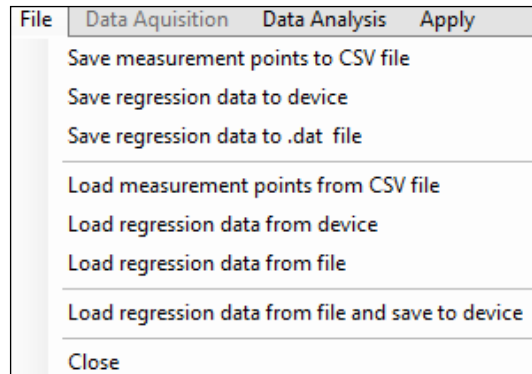 File Data Aquisition Data Analysis Apply
Save measurement points to CSV file
Save regression data to device
Save regression data to .dat file
Load measurement points from CSV file
Load regression data from device
Load regression data from file
Load regression data from file and save to device
Close